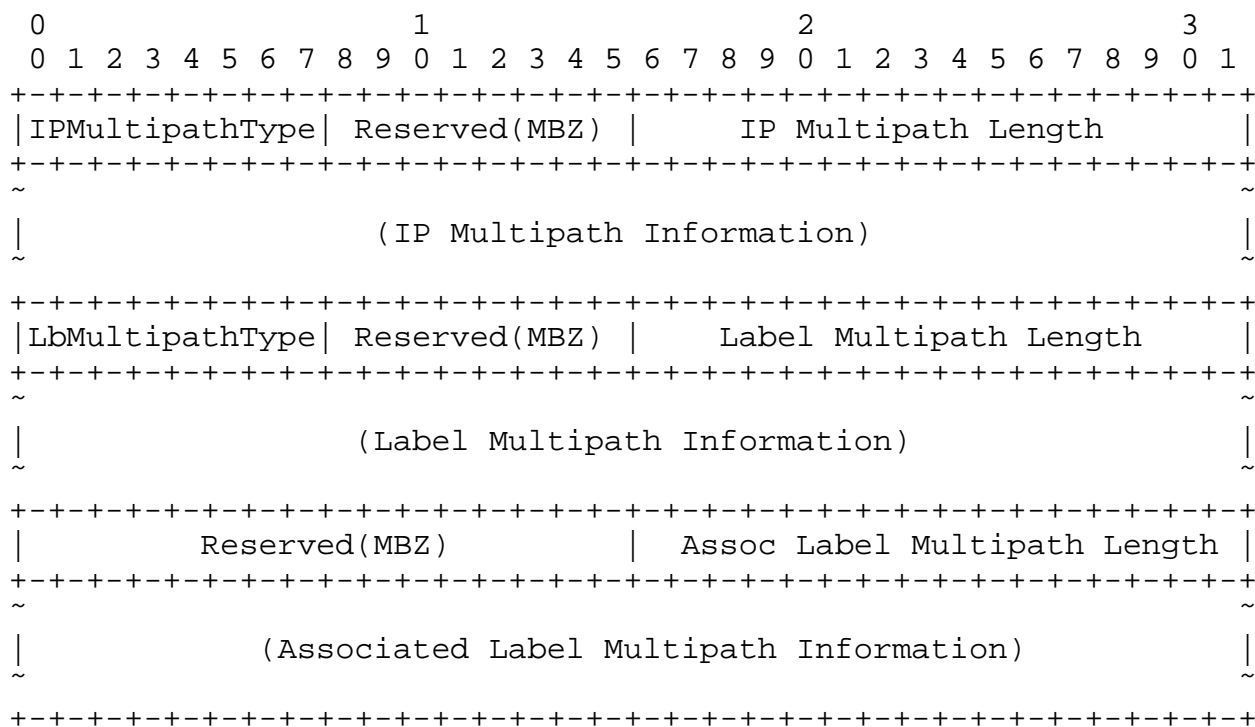 0                   1                   2                   3
 0 1 2 3 4 5 6 7 8 9 0 1 2 3 4 5 6 7 8 9 0 1 2 3 4 5 6 7 8 9 0 1
+-+-+-+-+-+-+-+-+-+-+-+-+-+-+-+-+-+-+-+-+-+-+-+-+-+-+-+-+-+-+-+-+
|IPMultipathType| Reserved(MBZ) |     IP Multipath Length       |
+-+-+-+-+-+-+-+-+-+-+-+-+-+-+-+-+-+-+-+-+-+-+-+-+-+-+-+-+-+-+-+-+
~                                                               ~
|                  (IP Multipath Information)                   |
~                                                               ~
+-+-+-+-+-+-+-+-+-+-+-+-+-+-+-+-+-+-+-+-+-+-+-+-+-+-+-+-+-+-+-+-+
|LbMultipathType| Reserved(MBZ) |    Label Multipath Length     |
+-+-+-+-+-+-+-+-+-+-+-+-+-+-+-+-+-+-+-+-+-+-+-+-+-+-+-+-+-+-+-+-+
~                                                               ~
|                 (Label Multipath Information)                 |
~                                                               ~
+-+-+-+-+-+-+-+-+-+-+-+-+-+-+-+-+-+-+-+-+-+-+-+-+-+-+-+-+-+-+-+-+
|         Reserved(MBZ)         |  Assoc Label Multipath Length |
+-+-+-+-+-+-+-+-+-+-+-+-+-+-+-+-+-+-+-+-+-+-+-+-+-+-+-+-+-+-+-+-+
~                                                               ~
|            (Associated Label Multipath Information)           |
~                                                               ~
+-+-+-+-+-+-+-+-+-+-+-+-+-+-+-+-+-+-+-+-+-+-+-+-+-+-+-+-+-+-+-+-+